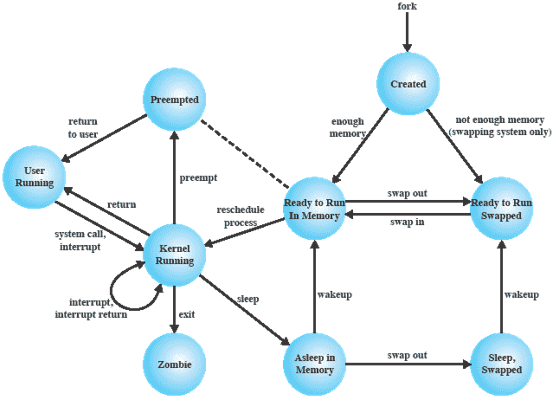 fork
Created
Preempted
enough
memory
not enough memory
(swapping system only)
return
to user
User
Running
preempt
return
reschedule
process
Ready to Run
In Memory
swap out
swap in
Ready to Run
Swapped
system call,
interrupt
Kernel
Running
interrupt,
interrupt return
sleep
wakeup
wakeup
exit
Zombie
Asleep in
Memory
swap out
Sleep,
Swapped